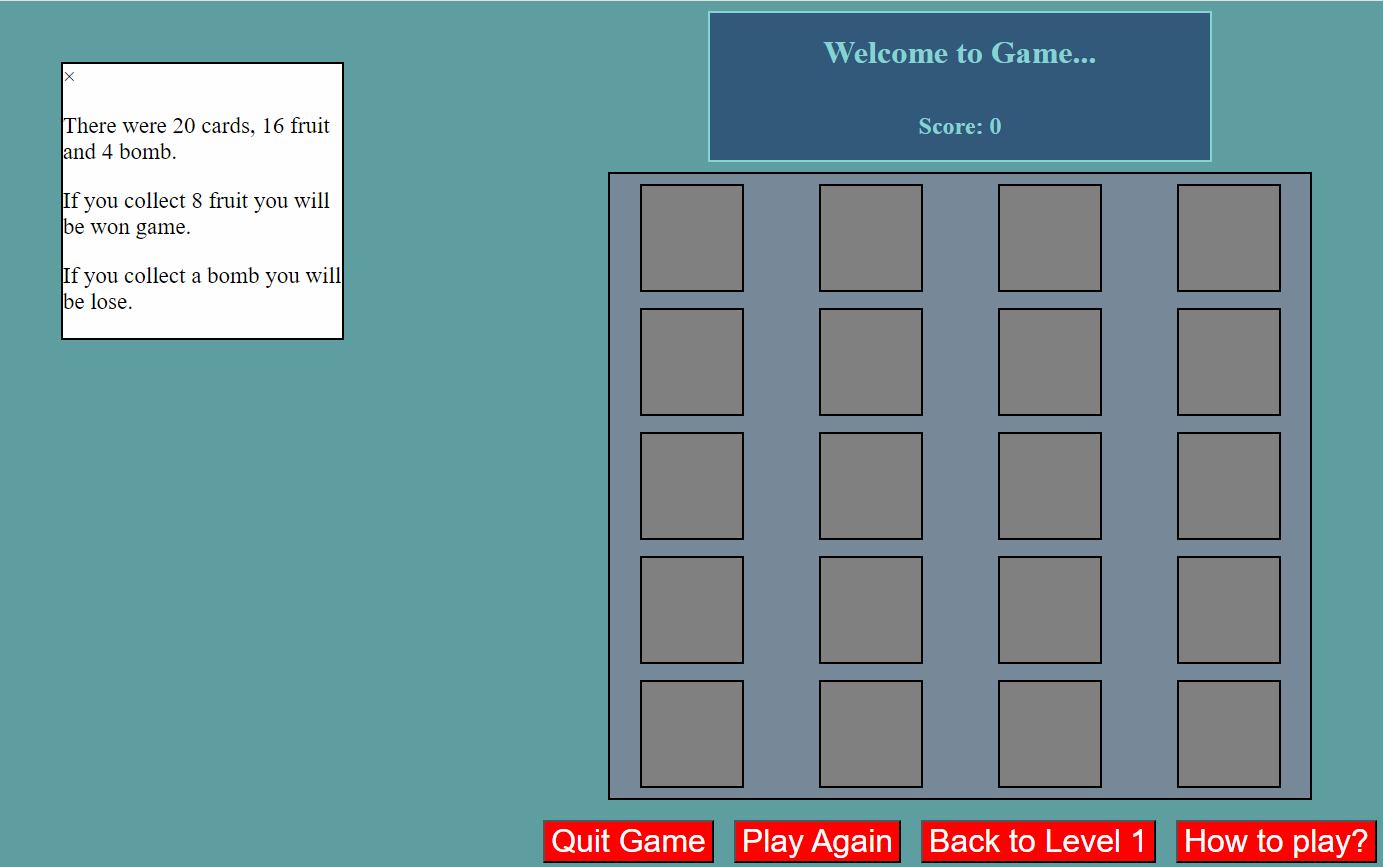 ×
There were 20 cards, 16 fruit
and 4 bomb.
If you collect 8 fruit you will
be won game.
If you collect a bomb you will
be lose.
Welcome to Game...
Score: 0
Quit Game
Play Again
Back to Level 1
How to play?